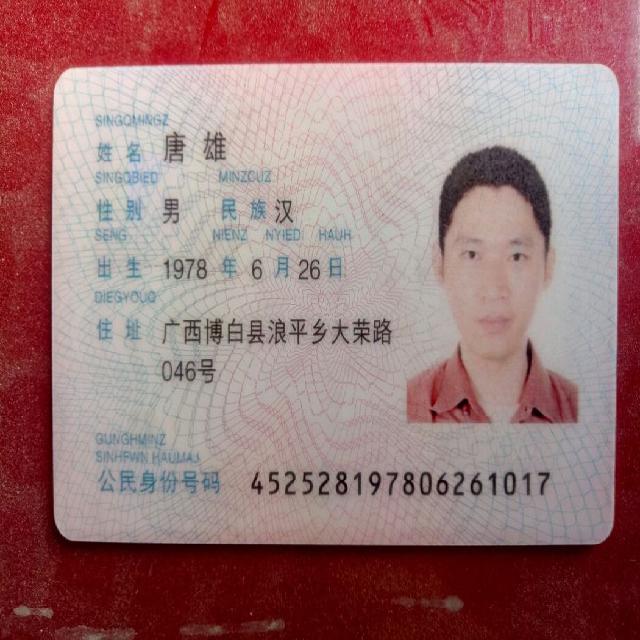 SINGQMINGZ
姓名 唐雄
SINGQBIED MINZCUZ
性别 男 民族 汉
SENG NIENZ NYIED HAUH
出生 1978 年 6 月 26 日
DIEGYOUQ
住址 广西博白县浪平乡大荣路
046号
GUNGHMINZ
SINHFWN HAUMAJ
公民身份号码 452528197806261017